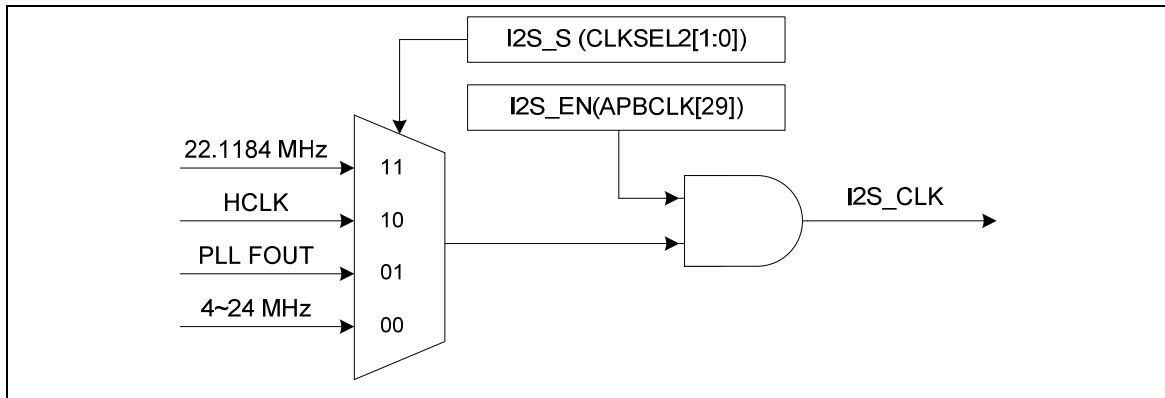 I2S_S (CLKSEL2[1:0])
I2S_EN(APBCLK[29])
22.1184 MHz
11
HCLK
10
I2S_CLK
PLL FOUT
01
4~24 MHz
00